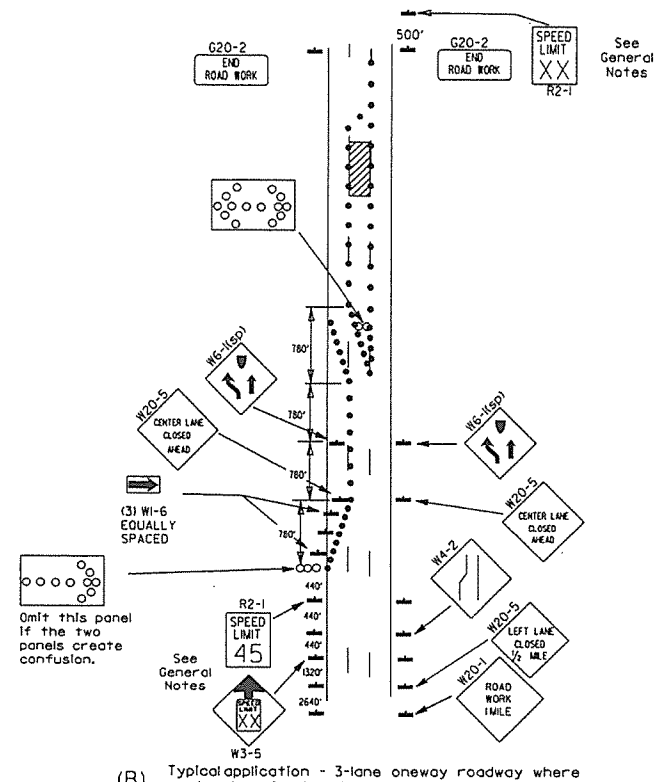 500'
G20-2
END
ROAD WORK
G20-2
END
ROAD WORK
SPEED
LIMIT
XX
R2-1
See
General
Notes
780'
W6-1(sp)
780'
W20-5
CENTER LANE
CLOSED
AHEAD
W6-1(sp)
780'
(3) W1-6
EQUALLY
SPACED
W20-5
CENTER LANE
CLOSED
AHEAD
780'
Omit this panel
if the two
panels create
confusion.
440'
R2-1
SPEED
LIMIT
45
440'
W4-2
440'
W20-5
LEFT LANE
CLOSED
1/2 MILE
See
General
Notes
1320'
W20-1
ROAD
WORK
1 MILE
2640'
SPEED
LIMIT
XX
W3-5
(B) Typical application - 3-lane oneway roadway where